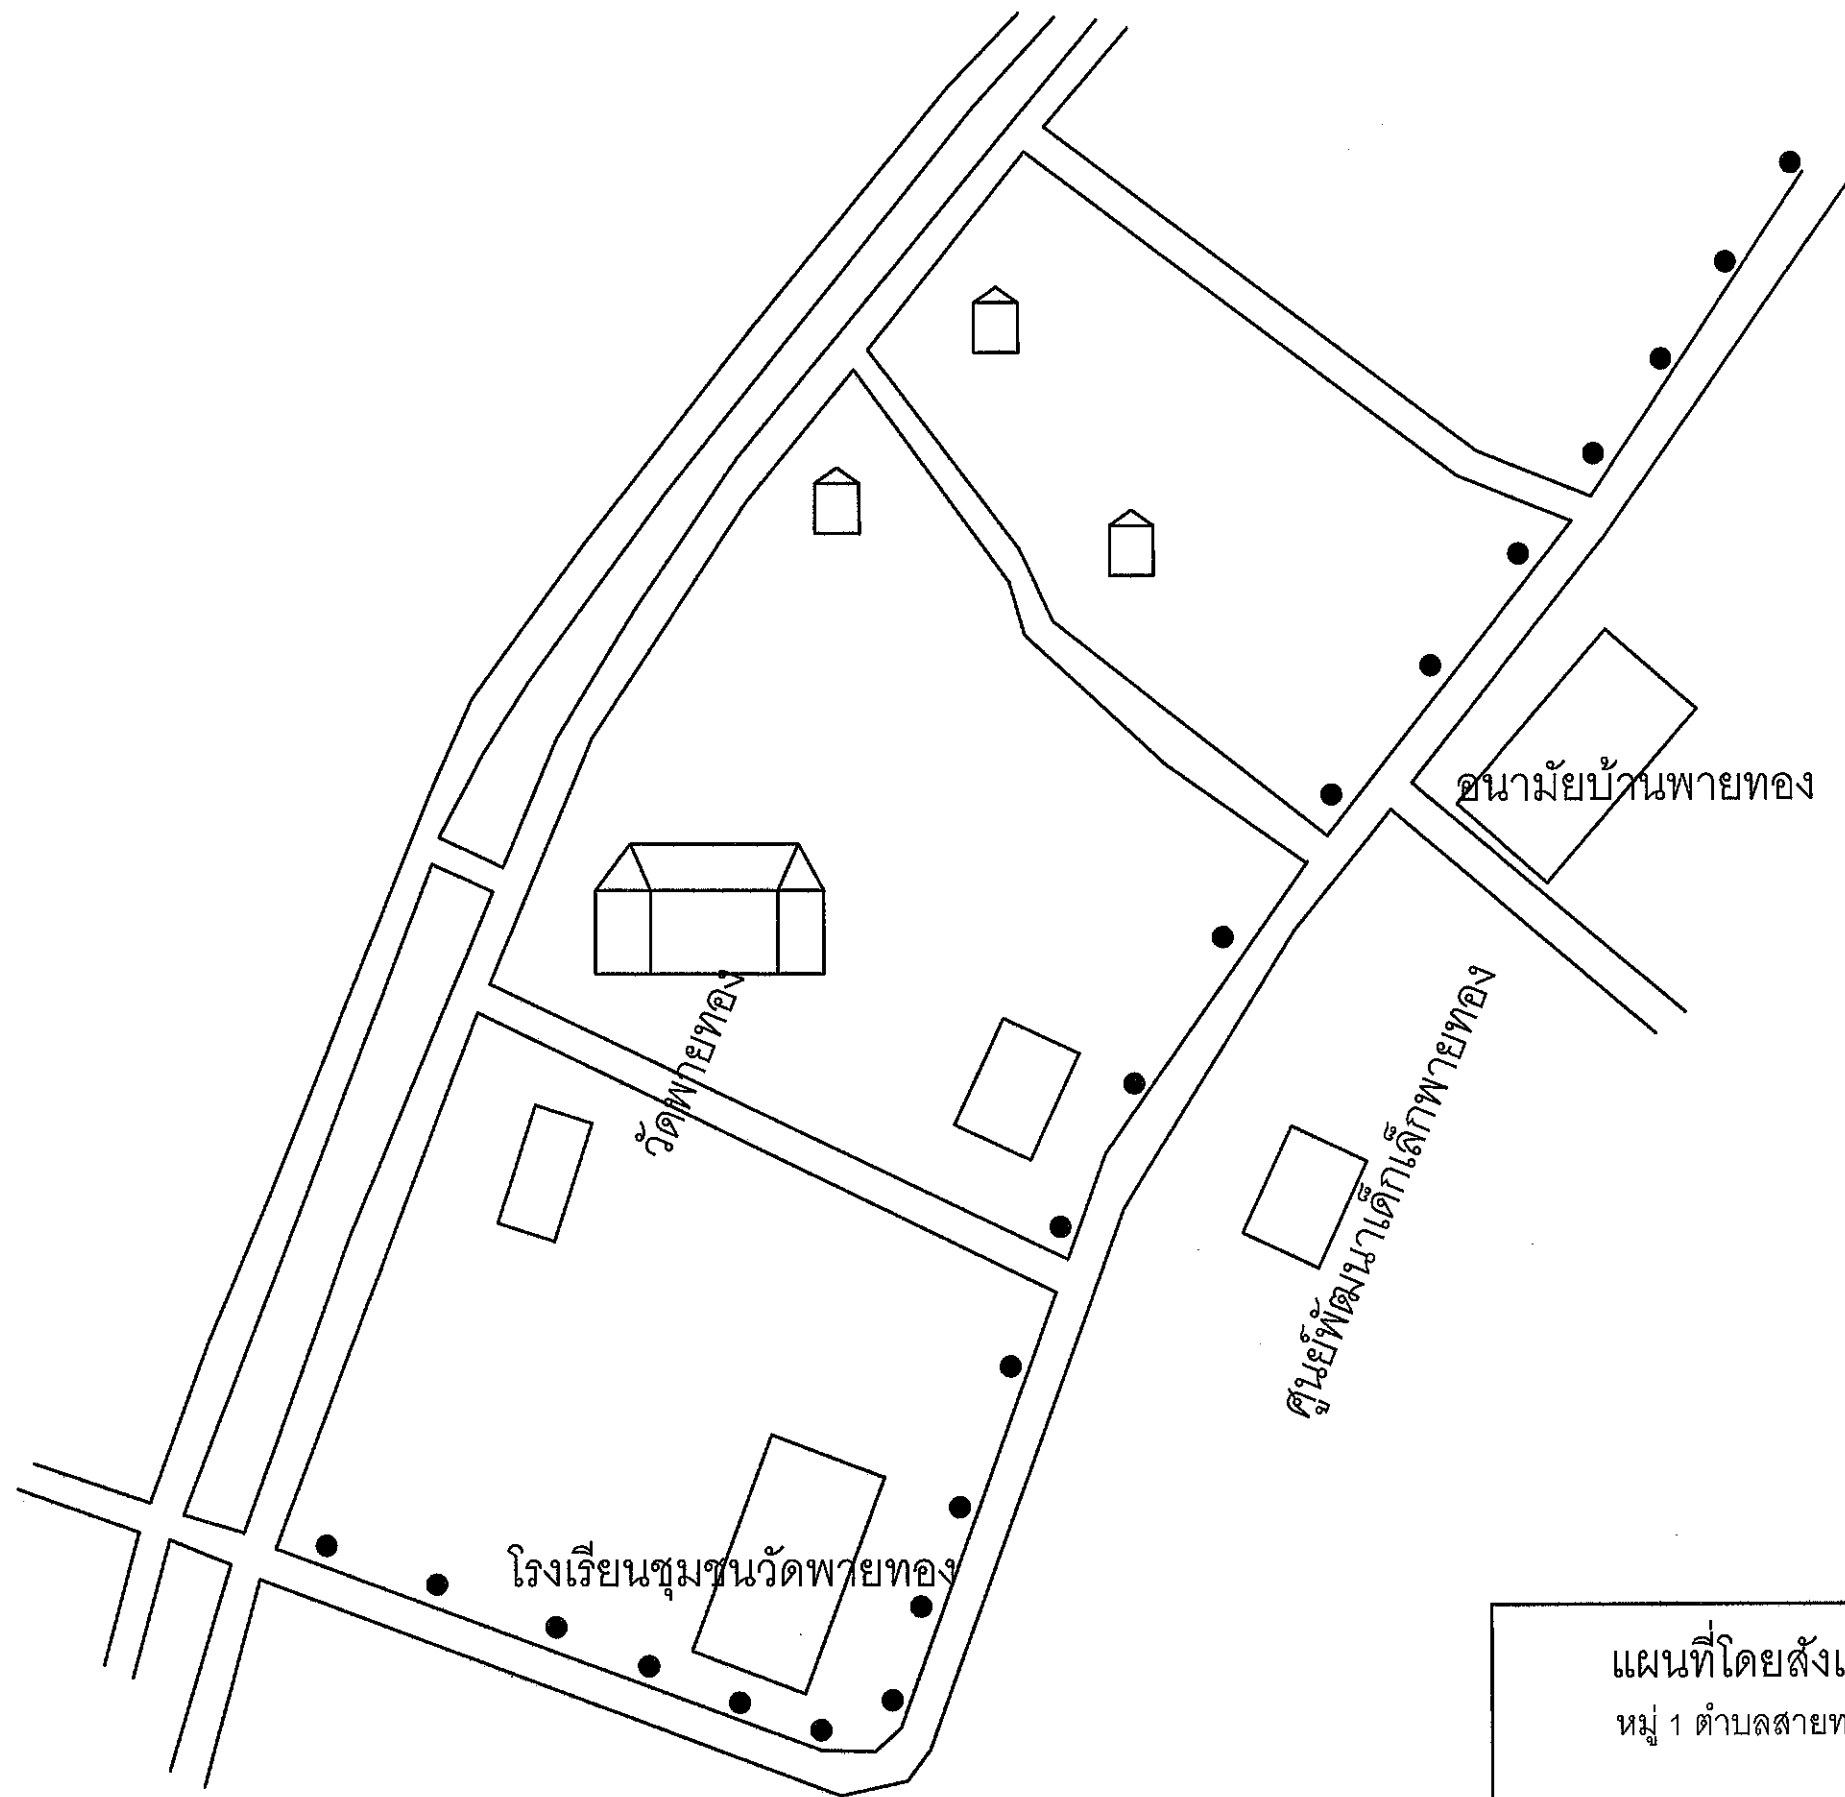 อนามัยบ้านพายทอง
วัดพายทอง
ศูนย์พัฒนาเด็กเล็กพายทอง
โรงเรียนชุมชนวัดพายทอง
แผนที่โดยสัง
หมู่ 1 ตำบลสาย